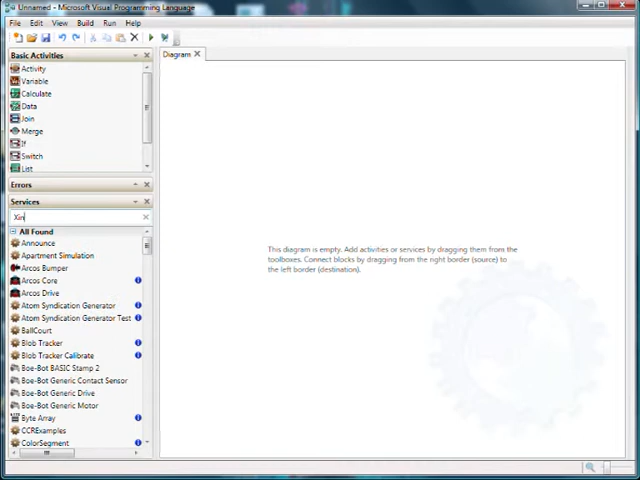 Unnamed - Microsoft Visual Programming Language
File Edit View Build Run Help
Basic Activities
Activity
Variable
Calculate
Data
Join
Merge
If
Switch
List
Errors
Services
Xin
All Found
Announce
Apartment Simulation
Arcos Bumper
Arcos Core
Arcos Drive
Atom Syndication Generator
Atom Syndication Generator Test
BallCourt
Blob Tracker
Blob Tracker Calibrate
Boe-Bot BASIC Stamp 2
Boe-Bot Generic Contact Sensor
Boe-Bot Generic Drive
Boe-Bot Generic Motor
Byte Array
CCRExamples
ColorSegment
Diagram
This diagram is empty. Add activities or services by dragging them from the
toolboxes. Connect blocks by dragging from the right border (source) to
the left border (destination).